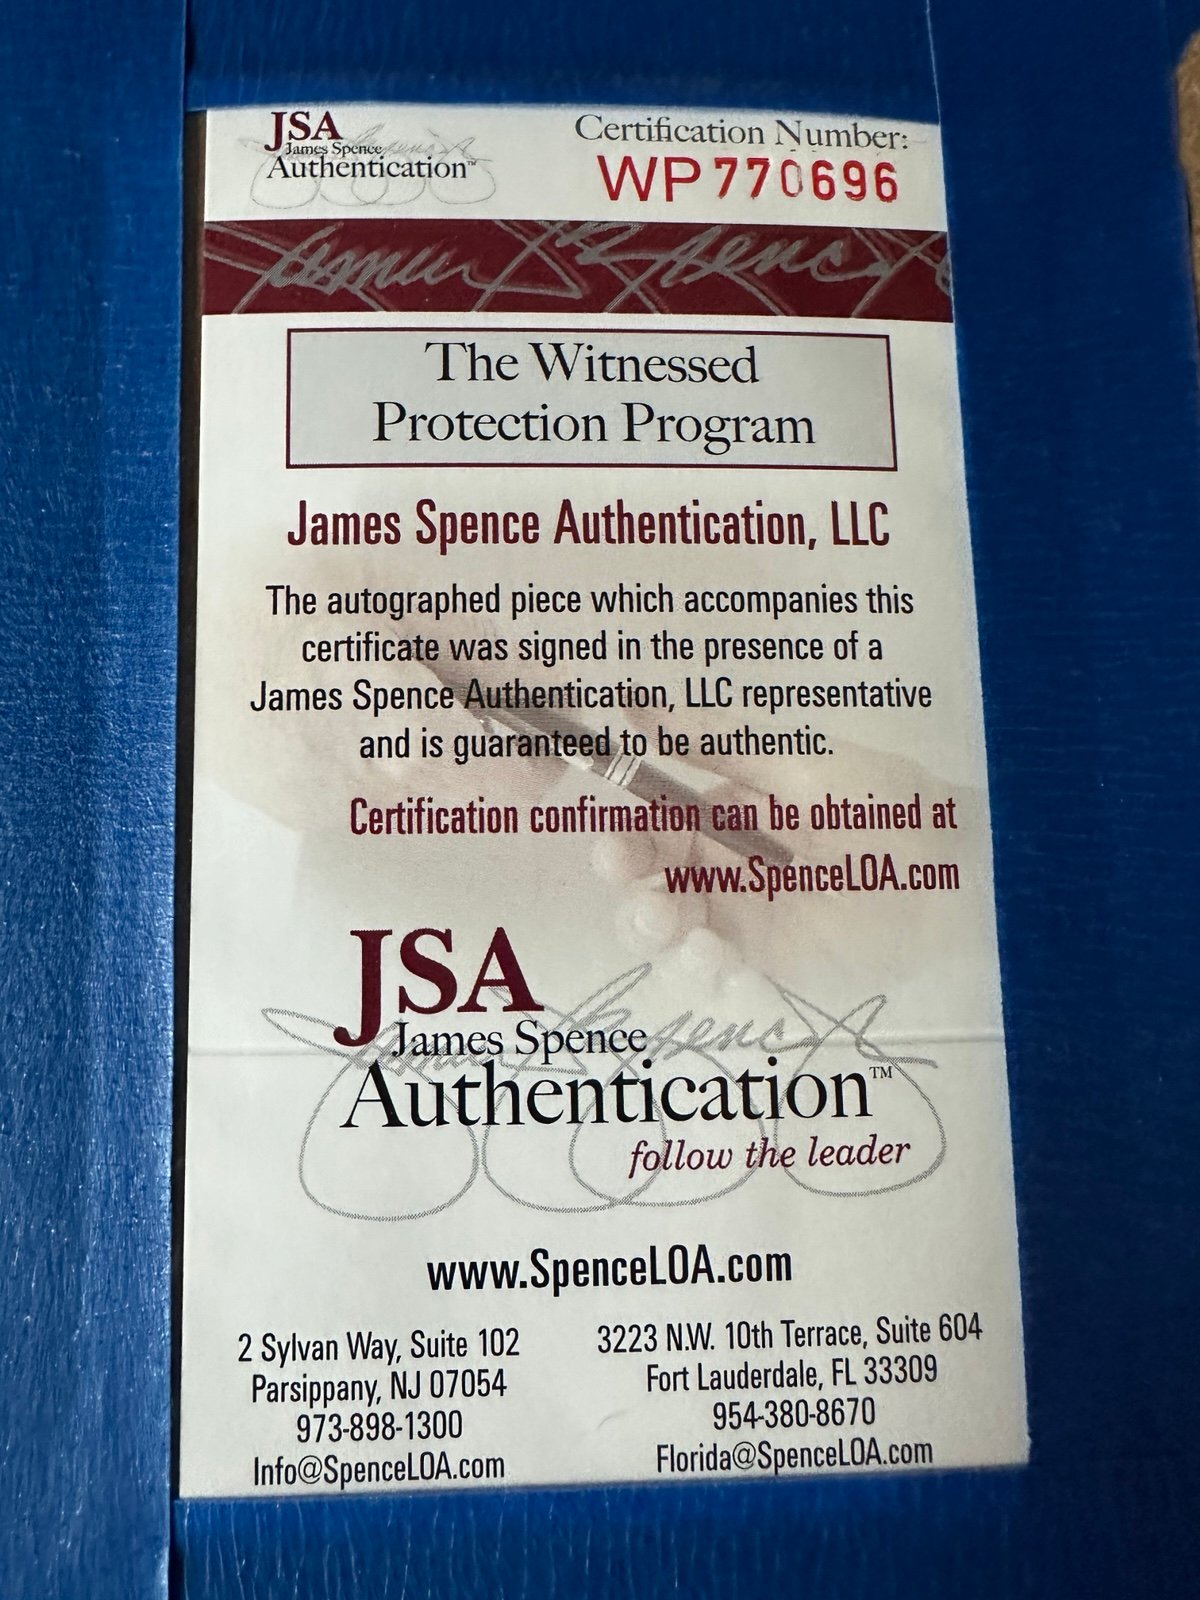 JSA
James Spence
Authentication™
Certification Number:
WP770696
The Witnessed
Protection Program
James Spence Authentication, LLC
The autographed piece which accompanies this
certificate was signed in the presence of a
James Spence Authentication, LLC representative
and is guaranteed to be authentic.
Certification confirmation can be obtained at
www.SpenceLOA.com
JSA
James Spence
Authentication™
follow the leader
www.SpenceLOA.com
2 Sylvan Way, Suite 102
Parsippany, NJ 07054
973-898-1300
Info@SpenceLOA.com
3223 N.W. 10th Terrace, Suite 604
Fort Lauderdale, FL 33309
954-380-8670
Florida@SpenceLOA.com